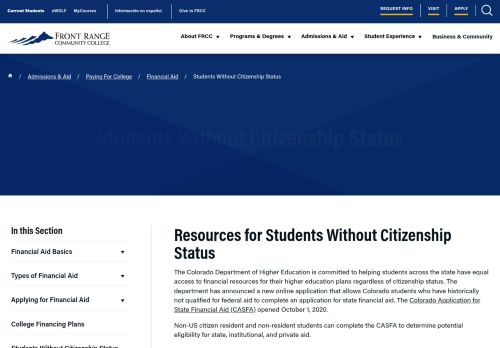 Current Students eWOLF MyCourses Información en español Give to FRCC REQUEST INFO VISIT APPLY
FRONT RANGE
COMMUNITY COLLEGE
About FRCC Programs & Degrees Admissions & Aid Student Experience Business & Community
/ Admissions & Aid / Paying For College / Financial Aid / Students Without Citizenship Status
Students Without Citizenship Status
In this Section
Financial Aid Basics
Types of Financial Aid
Applying for Financial Aid
College Financing Plans
Students Without Citizenship Status
Resources for Students Without Citizenship
Status
The Colorado Department of Higher Education is committed to helping students across the state have equal
access to financial resources for their higher education plans regardless of citizenship status. The
department has announced a new online application that allows Colorado students who have historically
not qualified for federal aid to complete an application for state financial aid. The Colorado Application for
State Financial Aid (CASFA) opened October 1, 2020.
Non-US citizen resident and non-resident students can complete the CASFA to determine potential
eligibility for state, institutional, and private aid.